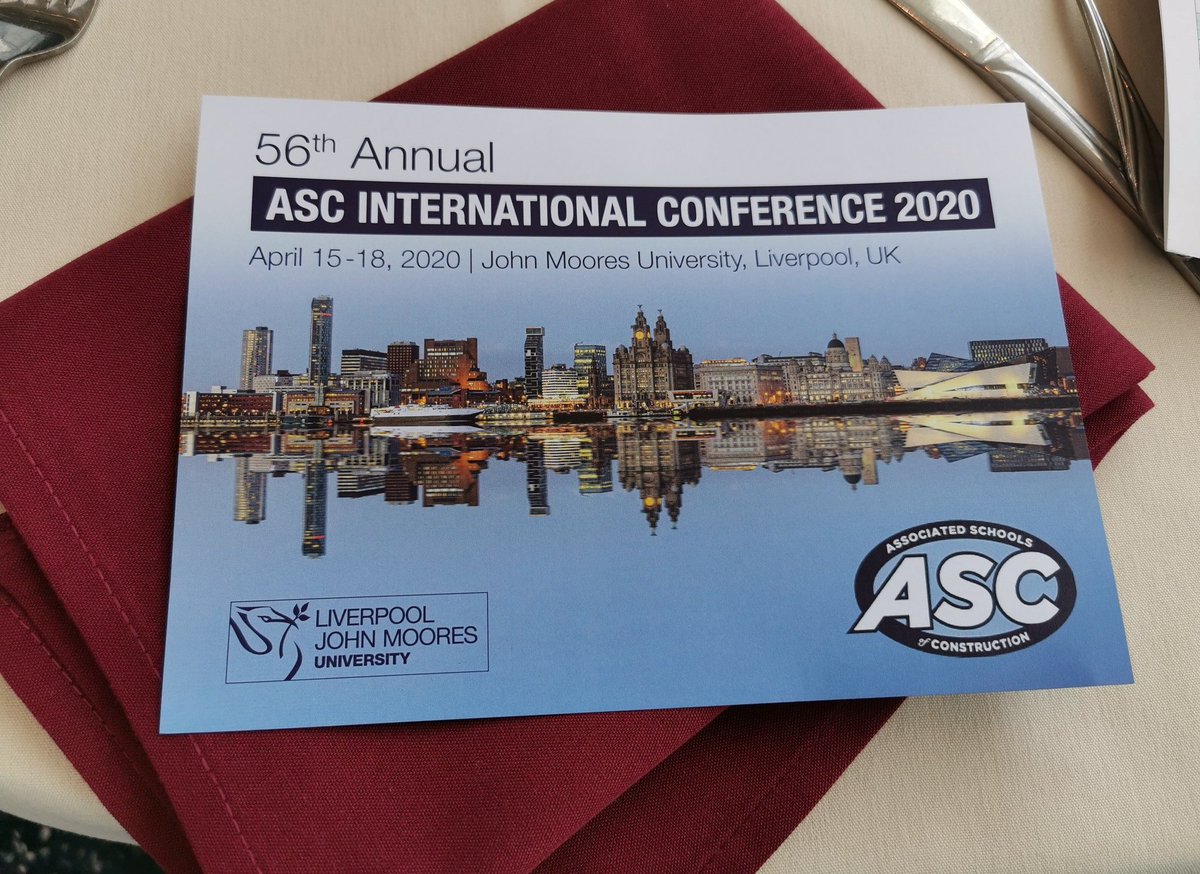 56th Annual
ASC INTERNATIONAL CONFERENCE 2020
April 15-18, 2020 | John Moores University, Liverpool, UK
LIVERPOOL
JOHN MOORES
UNIVERSITY
ASSOCIATED SCHOOLS
ASC
of CONSTRUCTION